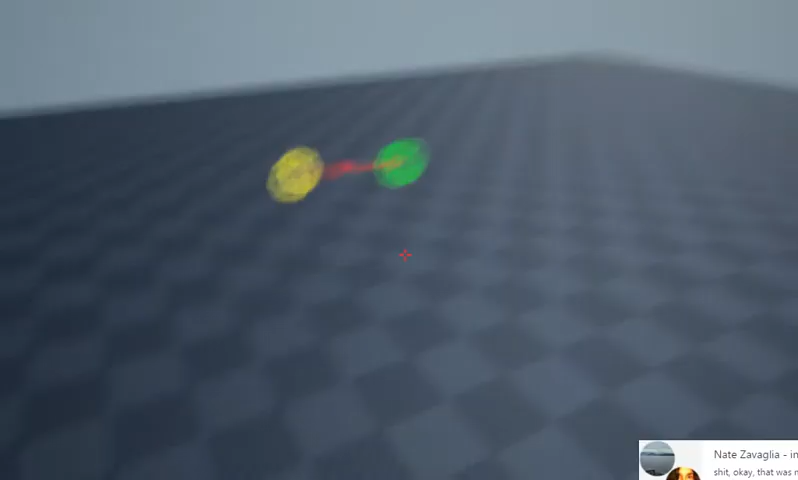 Nate Zavaglia - in
shit, okay, that was